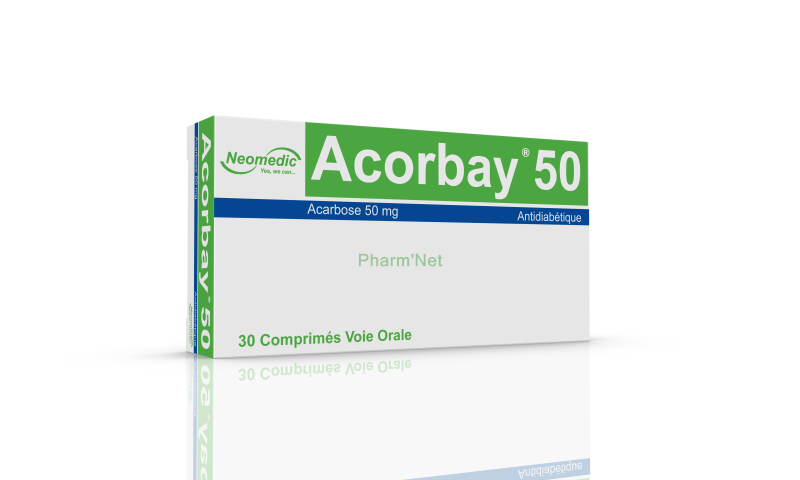 Neomedic
Yes, we can...
Acorbay® 50
Acarbose 50 mg
Antidiabétique
Pharm'Net
30 Comprimés Voie Orale
Acorbay® 50